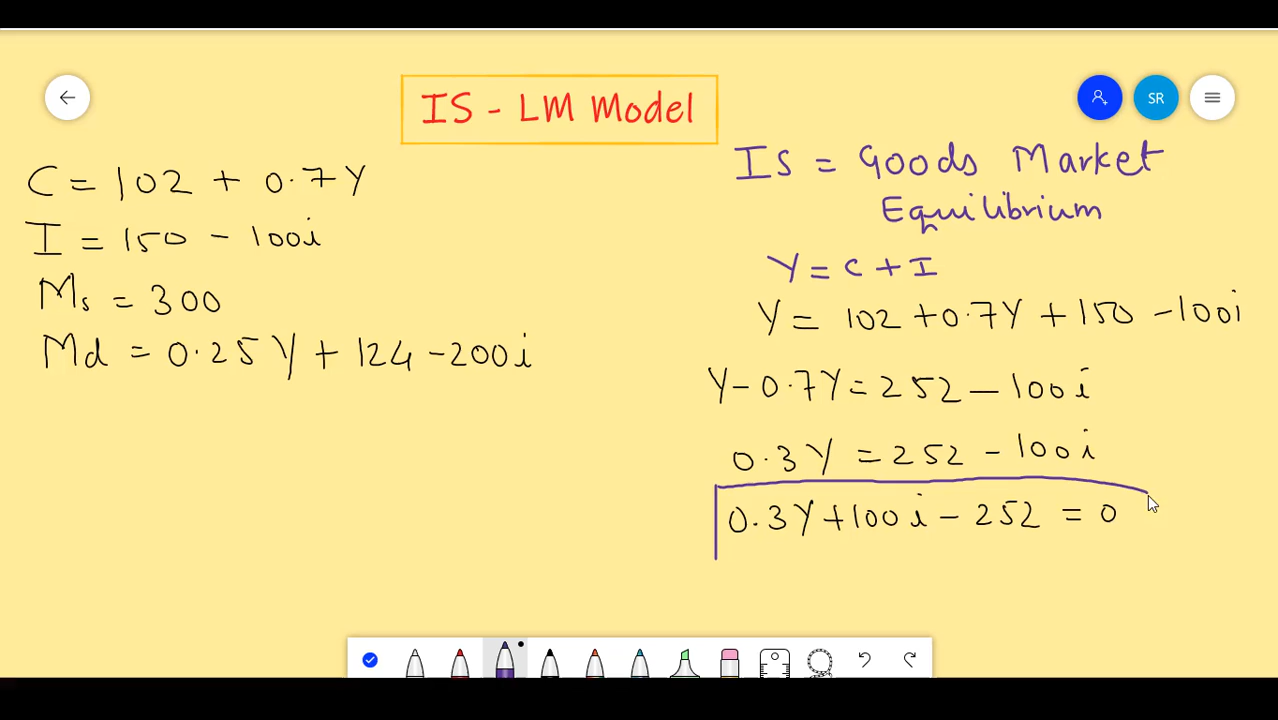 IS - LM Model
SR
C = 102 + 0.7Y
I = 150 - 100i
Ms = 300
Md = 0.25Y + 124 - 200i
IS = Goods Market
Equilibrium
Y = C + I
Y = 102 + 0.7Y + 150 - 100i
Y - 0.7Y = 252 - 100i
0.3Y = 252 - 100i
0.3Y + 100i - 252 = 0